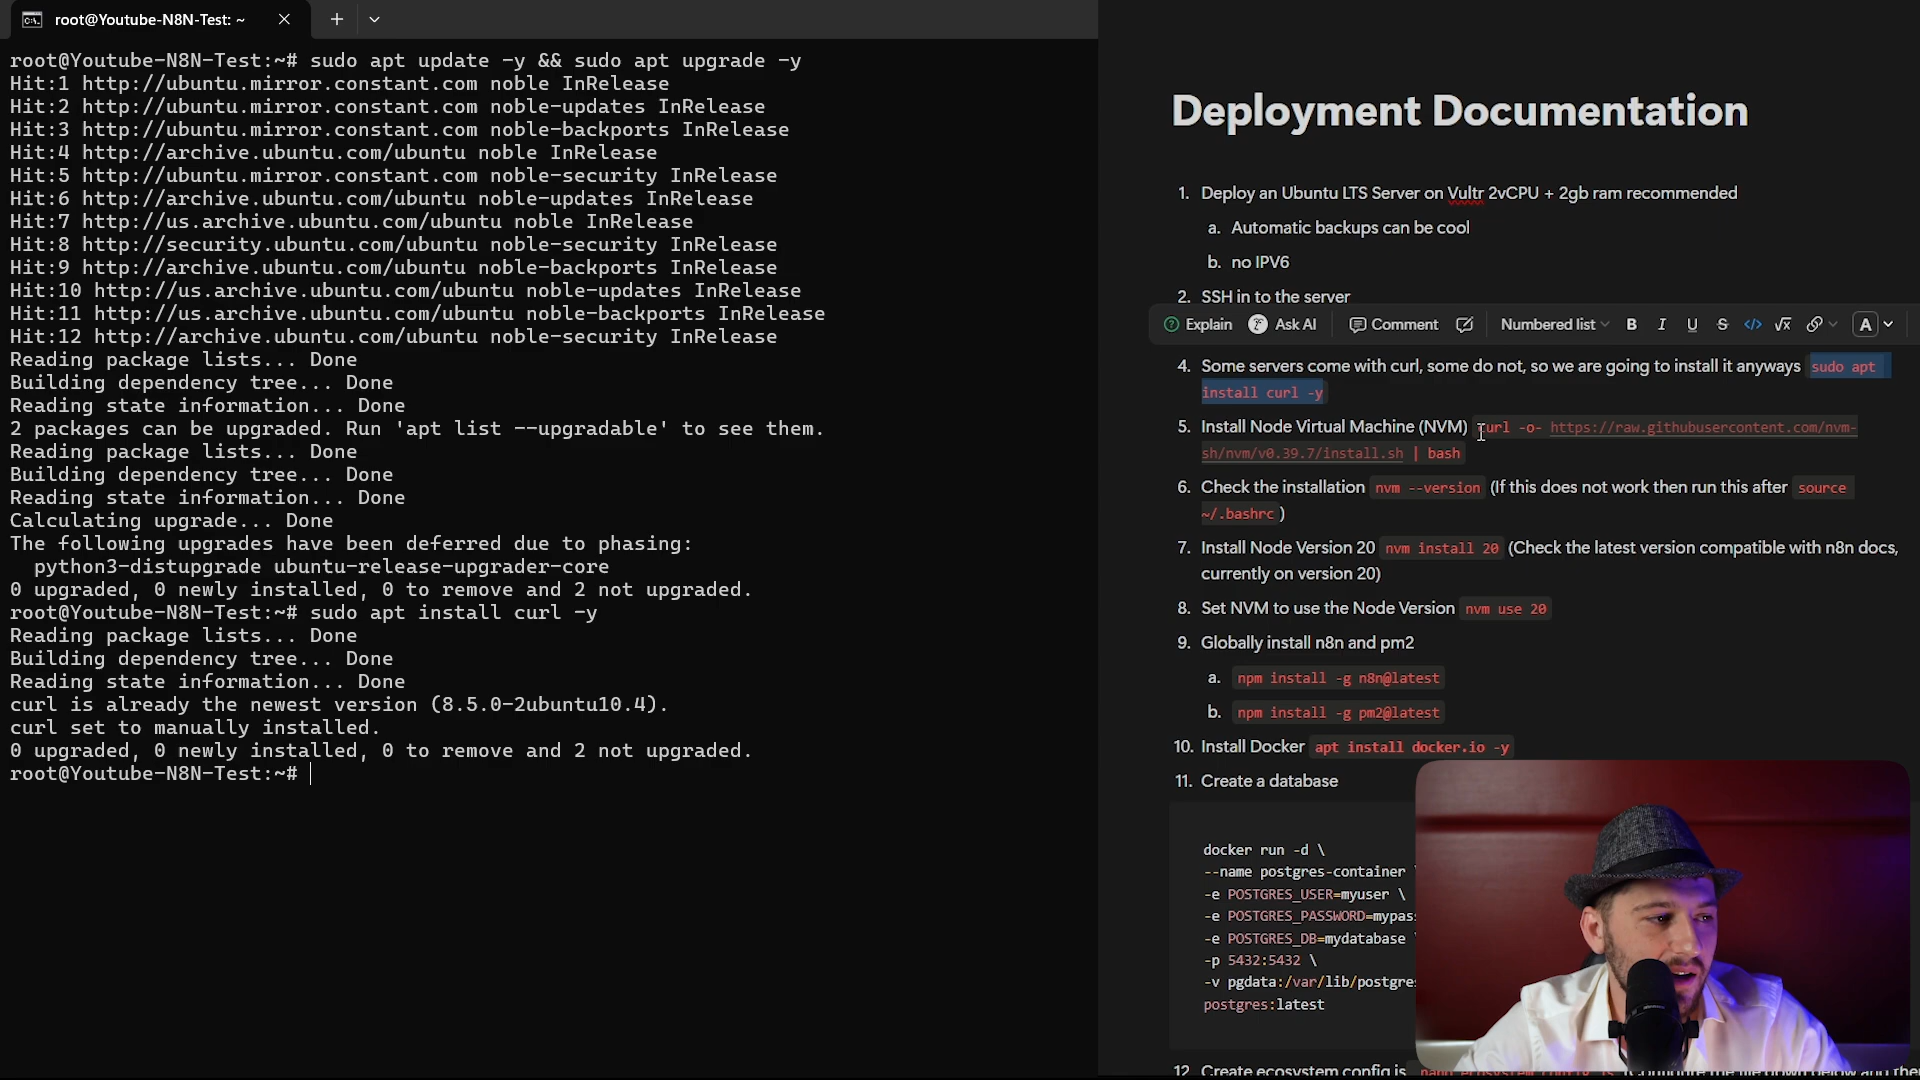 root@Youtube-N8N-Test: ~
root@Youtube-N8N-Test:~# sudo apt update -y && sudo apt upgrade -y
Hit:1 http://ubuntu.mirror.constant.com noble InRelease
Hit:2 http://ubuntu.mirror.constant.com noble-updates InRelease
Hit:3 http://ubuntu.mirror.constant.com noble-backports InRelease
Hit:4 http://archive.ubuntu.com/ubuntu noble InRelease
Hit:5 http://ubuntu.mirror.constant.com noble-security InRelease
Hit:6 http://archive.ubuntu.com/ubuntu noble-updates InRelease
Hit:7 http://us.archive.ubuntu.com/ubuntu noble InRelease
Hit:8 http://security.ubuntu.com/ubuntu noble-security InRelease
Hit:9 http://archive.ubuntu.com/ubuntu noble-backports InRelease
Hit:10 http://us.archive.ubuntu.com/ubuntu noble-updates InRelease
Hit:11 http://us.archive.ubuntu.com/ubuntu noble-backports InRelease
Hit:12 http://archive.ubuntu.com/ubuntu noble-security InRelease
Reading package lists... Done
Building dependency tree... Done
Reading state information... Done
2 packages can be upgraded. Run 'apt list --upgradable' to see them.
Reading package lists... Done
Building dependency tree... Done
Reading state information... Done
Calculating upgrade... Done
The following upgrades have been deferred due to phasing:
python3-distupgrade ubuntu-release-upgrader-core
0 upgraded, 0 newly installed, 0 to remove and 2 not upgraded.
root@Youtube-N8N-Test:~# sudo apt install curl -y
Reading package lists... Done
Building dependency tree... Done
Reading state information... Done
curl is already the newest version (8.5.0-2ubuntu10.4).
curl set to manually installed.
0 upgraded, 0 newly installed, 0 to remove and 2 not upgraded.
root@Youtube-N8N-Test:~#
Deployment Documentation
1. Deploy an Ubuntu LTS Server on Vultr 2vCPU + 2gb ram recommended
a. Automatic backups can be cool
b. no IPV6
2. SSH in to the server
Explain Ask AI Comment Numbered list B I U S </> √x A
4. Some servers come with curl, some do not, so we are going to install it anyways sudo apt
install curl -y
5. Install Node Virtual Machine (NVM) curl -o- https://raw.githubusercontent.com/nvm-
sh/nvm/v0.39.7/install.sh | bash
6. Check the installation nvm --version (If this does not work then run this after source
~/.bashrc )
7. Install Node Version 20 nvm install 20 (Check the latest version compatible with n8n docs,
currently on version 20)
8. Set NVM to use the Node Version nvm use 20
9. Globally install n8n and pm2
a. npm install -g n8n@latest
b. npm install -g pm2@latest
10. Install Docker apt install docker.io -y
11. Create a database
docker run -d \
--name postgres-container
-e POSTGRES_USER=myuser \
-e POSTGRES_PASSWORD=mypas
-e POSTGRES_DB=mydatabase
-p 5432:5432 \
-v pgdata:/var/lib/postgre
postgres:latest
12. Create ecosystem config js